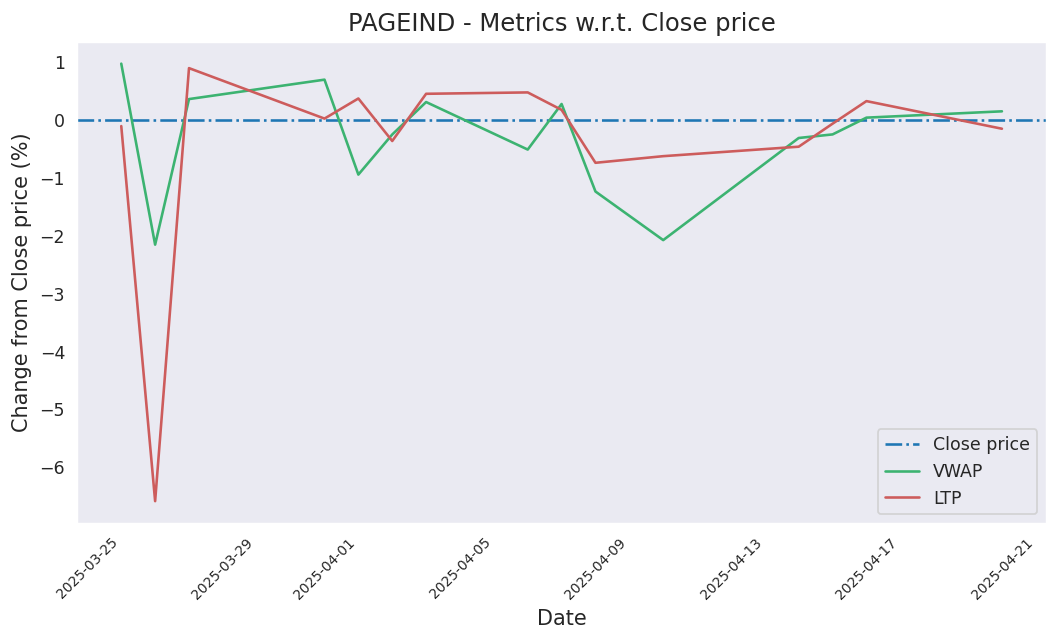 PAGEIND - Metrics w.r.t. Close price
Change from Close price (%)
1
0
−1
−2
−3
−4
−5
−6
Close price
VWAP
LTP
2025-03-25
2025-03-29
2025-04-01
2025-04-05
2025-04-09
2025-04-13
2025-04-17
2025-04-21
Date